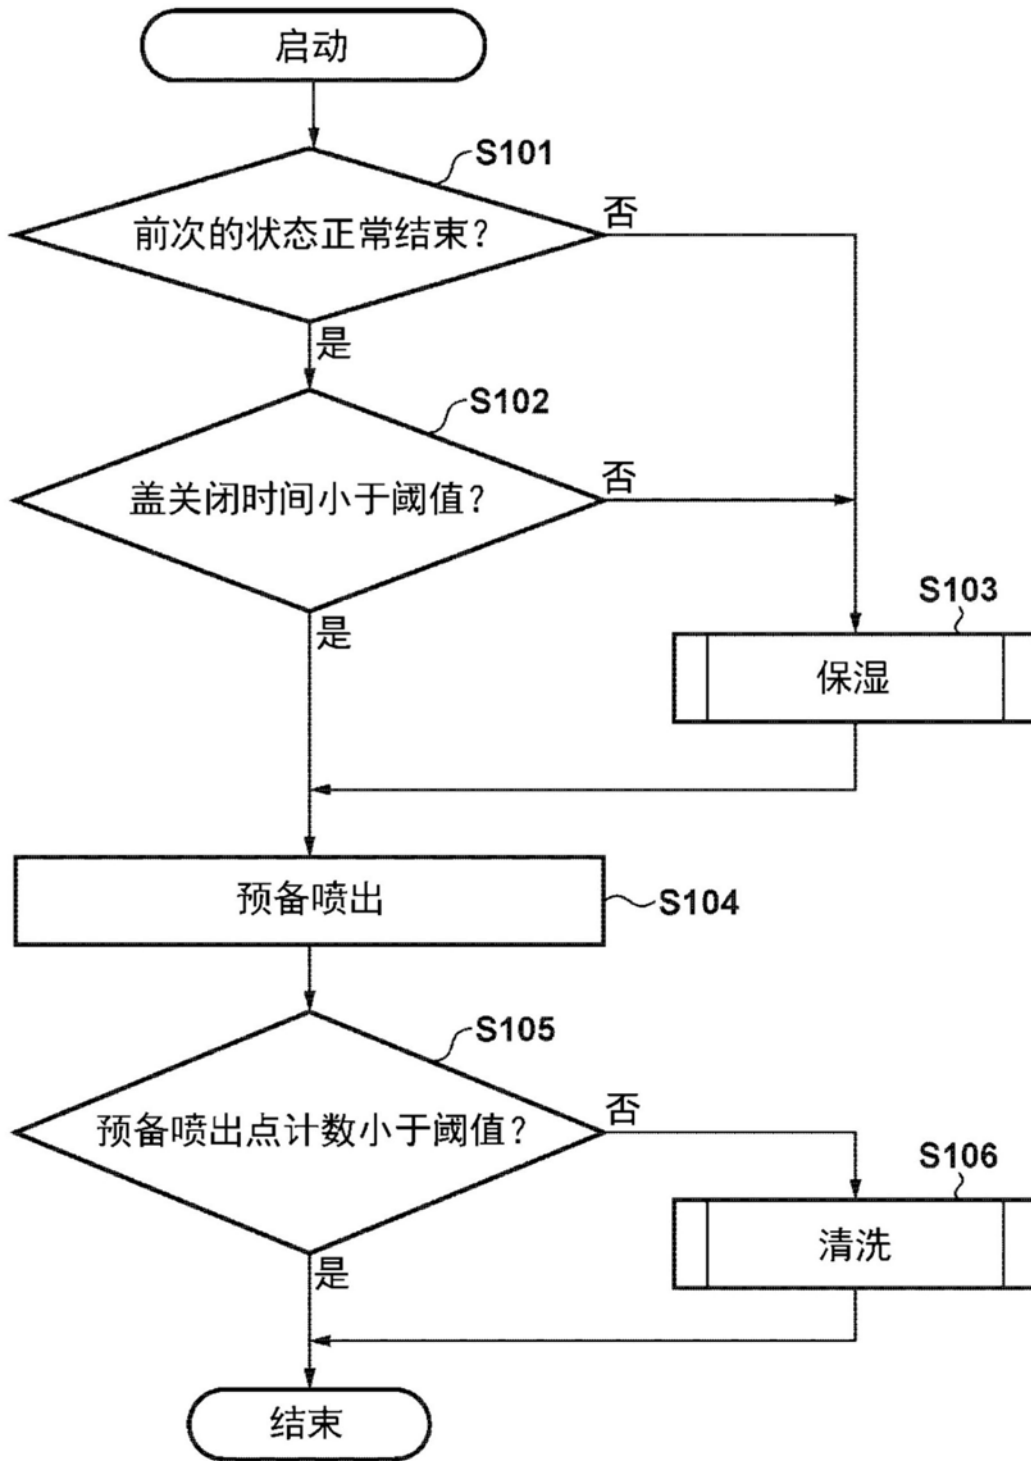 启动
S101
前次的状态正常结束？
否
是
S102
盖关闭时间小于阈值？
否
是
S103
保湿
预备喷出
S104
S105
预备喷出点计数小于阈值？
否
是
S106
清洗
结束